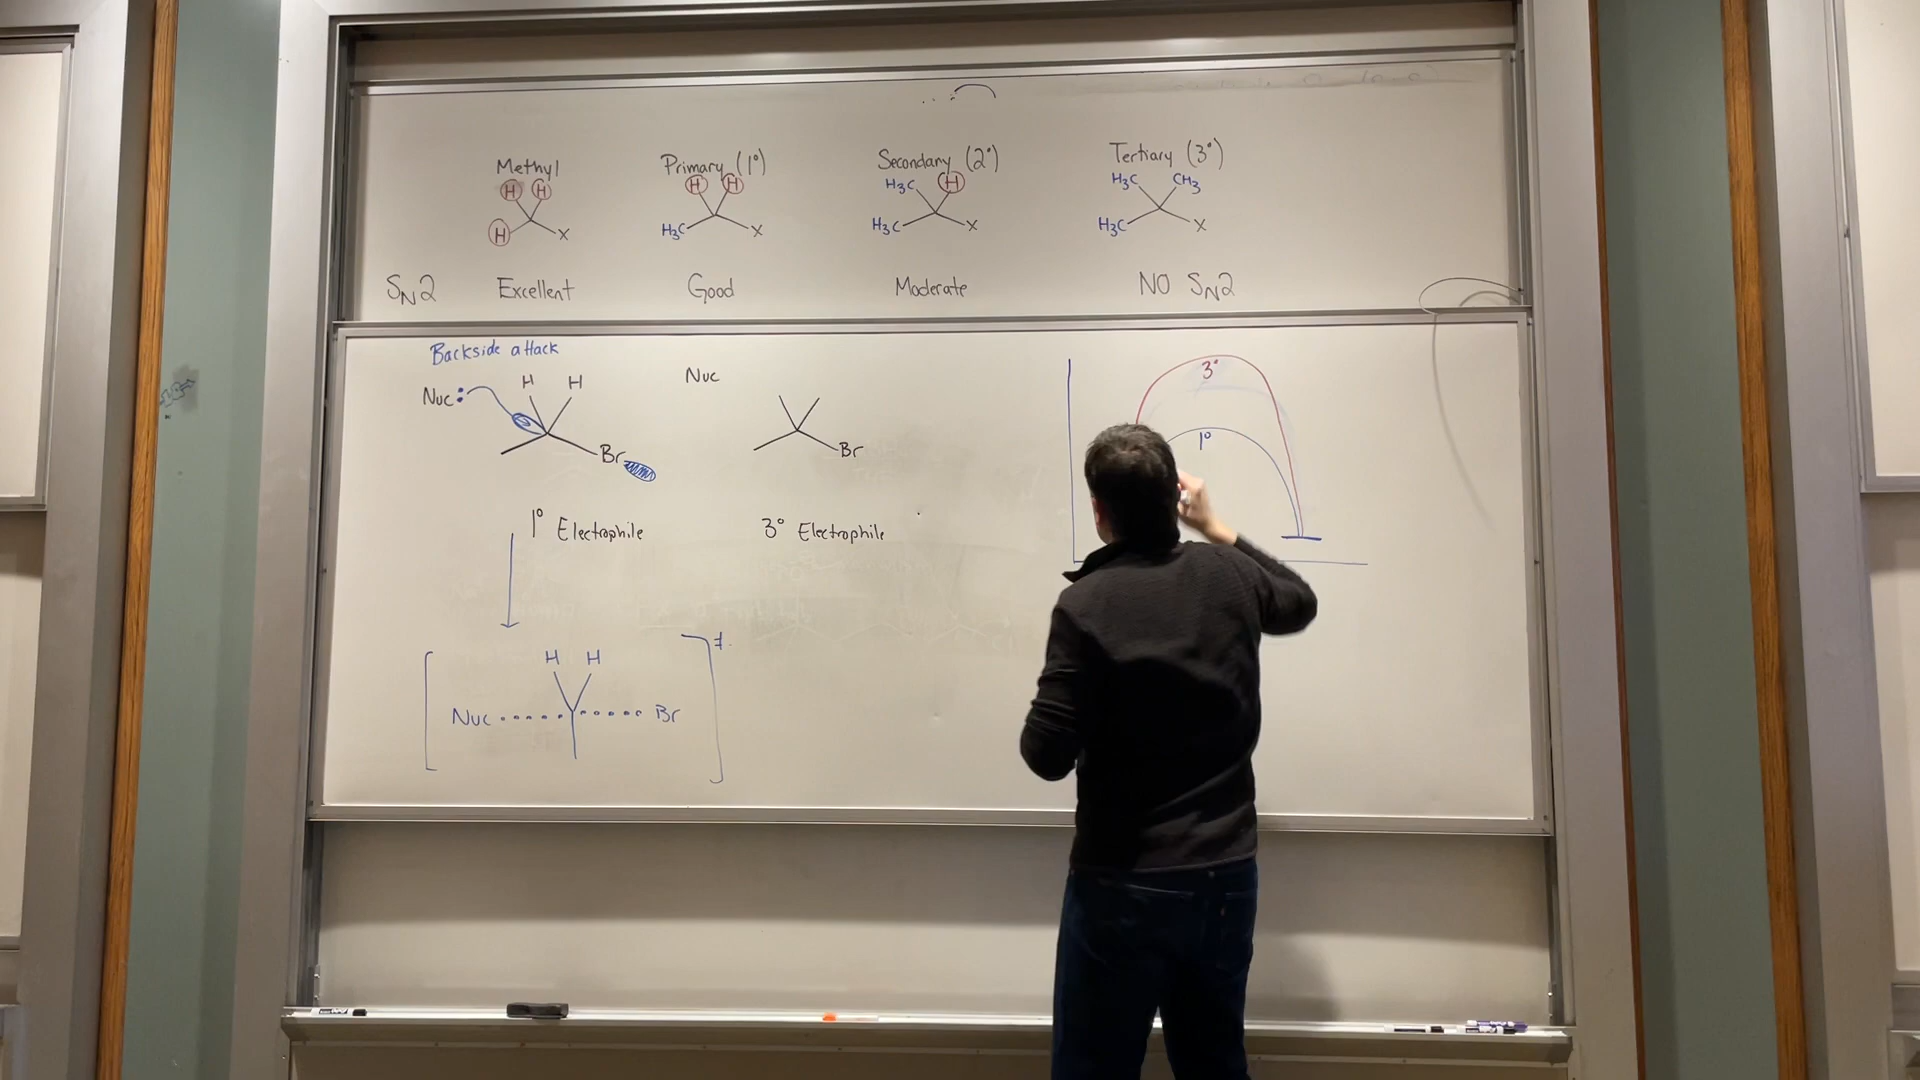 Methyl Primary (1°) Secondary (2°) Tertiary (3°)
H H H H H3C H H3C CH3
H X H3C X H3C X H3C X
SN2 Excellent Good Moderate NO SN2
Backside attack
Nuc: H H
Br
Nuc
Br
3°
1°
1° Electrophile 3° Electrophile
‡
H H
Nuc Br